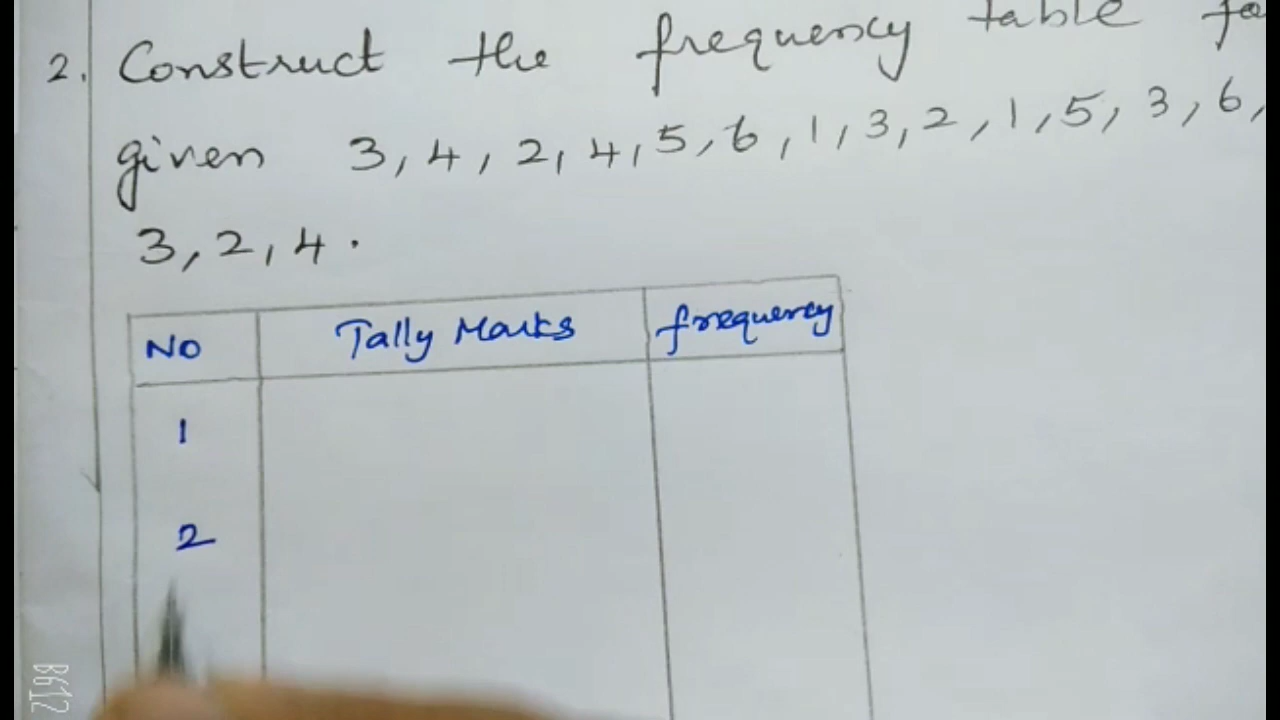 2. Construct the frequency table
given 3, 4, 2, 4, 5, 6, 1, 3, 2, 1, 5, 3, 6,
3, 2, 4.
No Tally Marks frequency
1
2
B612